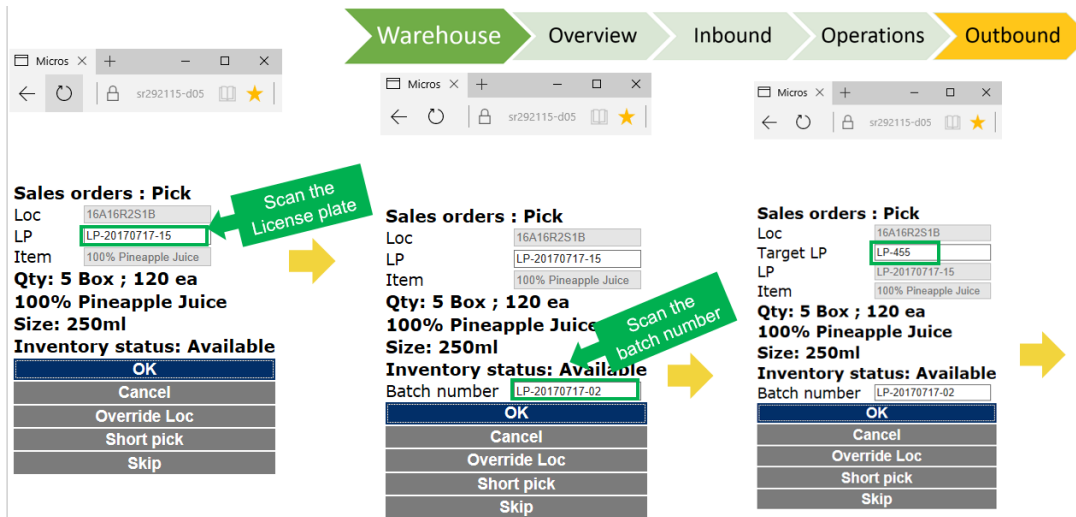 Warehouse
Overview
Inbound
Operations
Outbound
Micros
sr292115-d05
Sales orders : Pick
Loc 16A16R2S1B
LP LP-20170717-15
Item 100% Pineapple Juice
Qty: 5 Box ; 120 ea
100% Pineapple Juice
Size: 250ml
Inventory status: Available
OK
Cancel
Override Loc
Short pick
Skip
Scan the
License plate
Micros
sr292115-d05
Sales orders : Pick
Loc 16A16R2S1B
LP LP-20170717-15
Item 100% Pineapple Juice
Qty: 5 Box ; 120 ea
100% Pineapple Juice
Size: 250ml
Inventory status: Available
Batch number LP-20170717-02
OK
Cancel
Override Loc
Short pick
Skip
Scan the
batch number
Micros
sr292115-d05
Sales orders : Pick
Loc 16A16R2S1B
Target LP LP-455
LP LP-20170717-15
Item 100% Pineapple Juice
Qty: 5 Box ; 120 ea
100% Pineapple Juice
Size: 250ml
Inventory status: Available
Batch number LP-20170717-02
OK
Cancel
Override Loc
Short pick
Skip